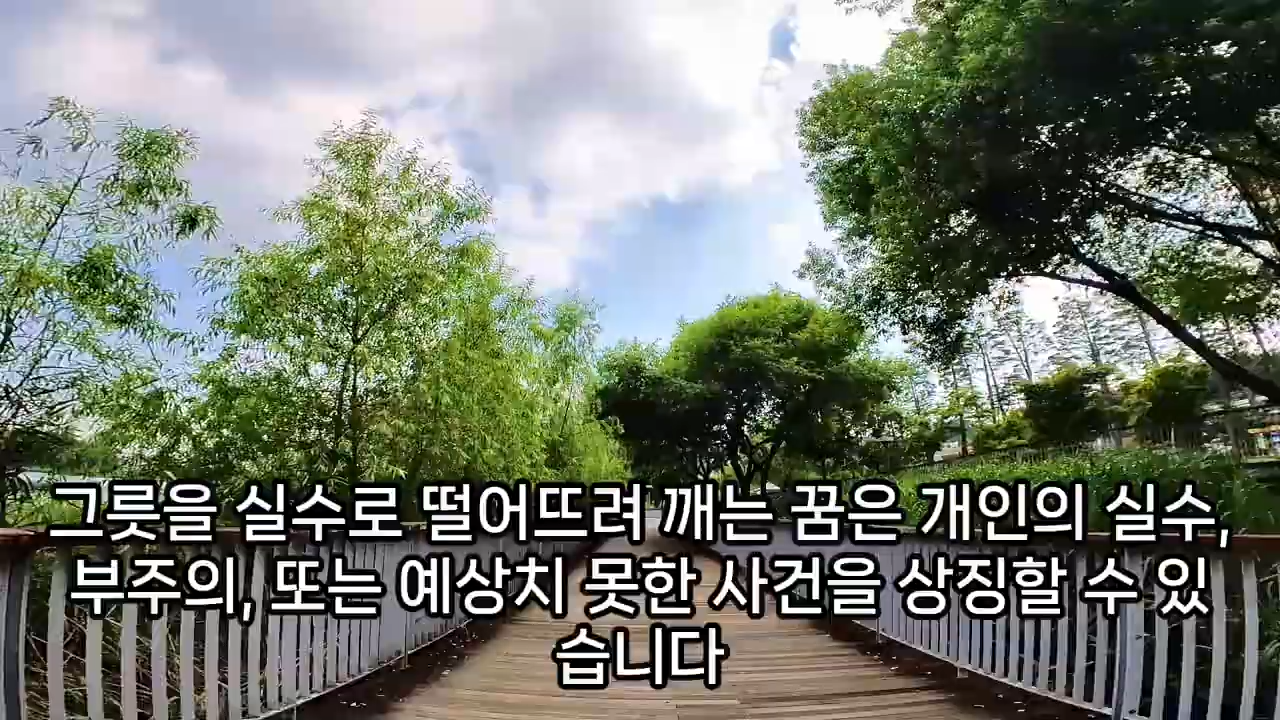 그릇을 실수로 떨어뜨려 깨는 꿈은 개인의 실수,
부주의, 또는 예상치 못한 사건을 상징할 수 있
습니다